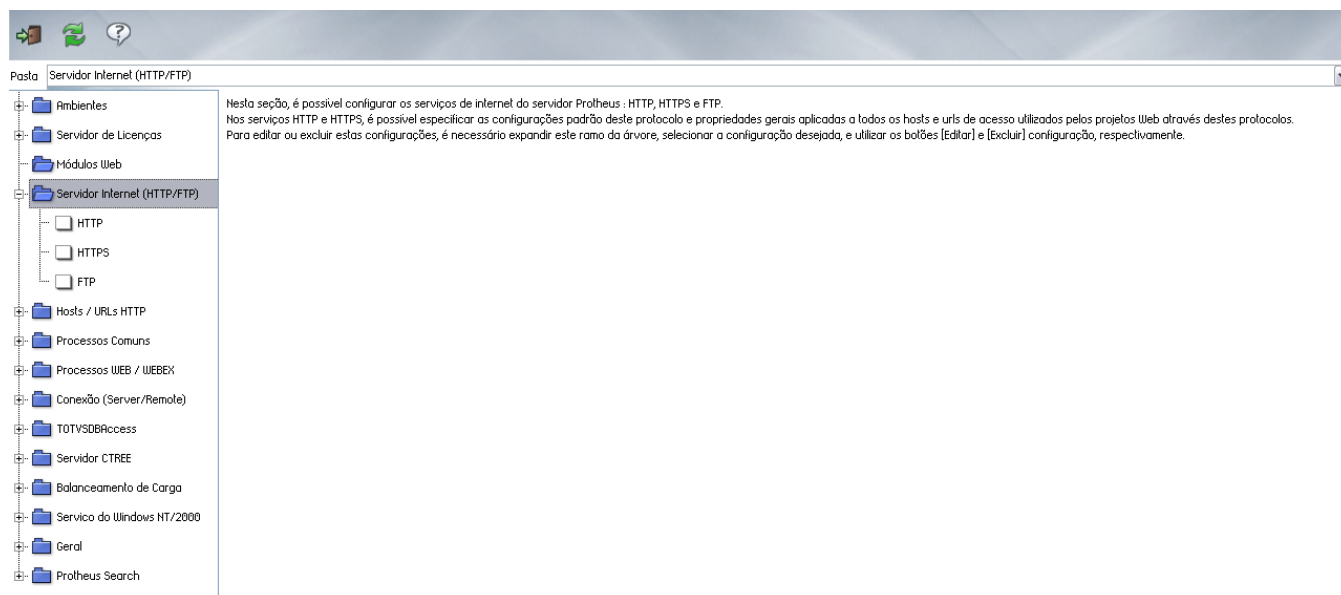 Pasta Servidor Internet (HTTP/FTP)
Ambientes
Servidor de Licenças
Módulos Web
Servidor Internet (HTTP/FTP)
HTTP
HTTPS
FTP
Hosts / URLs HTTP
Processos Comuns
Processos WEB / WEBEX
Conexão (Server/Remote)
TOTVSDBAccess
Servidor CTREE
Balanceamento de Carga
Servico do Windows NT/2000
Geral
Protheus Search
Nesta seção, é possível configurar os serviços de internet do servidor Protheus : HTTP, HTTPS e FTP.
Nos serviços HTTP e HTTPS, é possível especificar as configurações padrão deste protocolo e propriedades gerais aplicadas a todos os hosts e urls de acesso utilizados pelos projetos Web através destes protocolos.
Para editar ou excluir estas configurações, é necessário expandir este ramo da árvore, selecionar a configuração desejada, e utilizar os botões [Editar] e [Excluir] configuração, respectivamente.